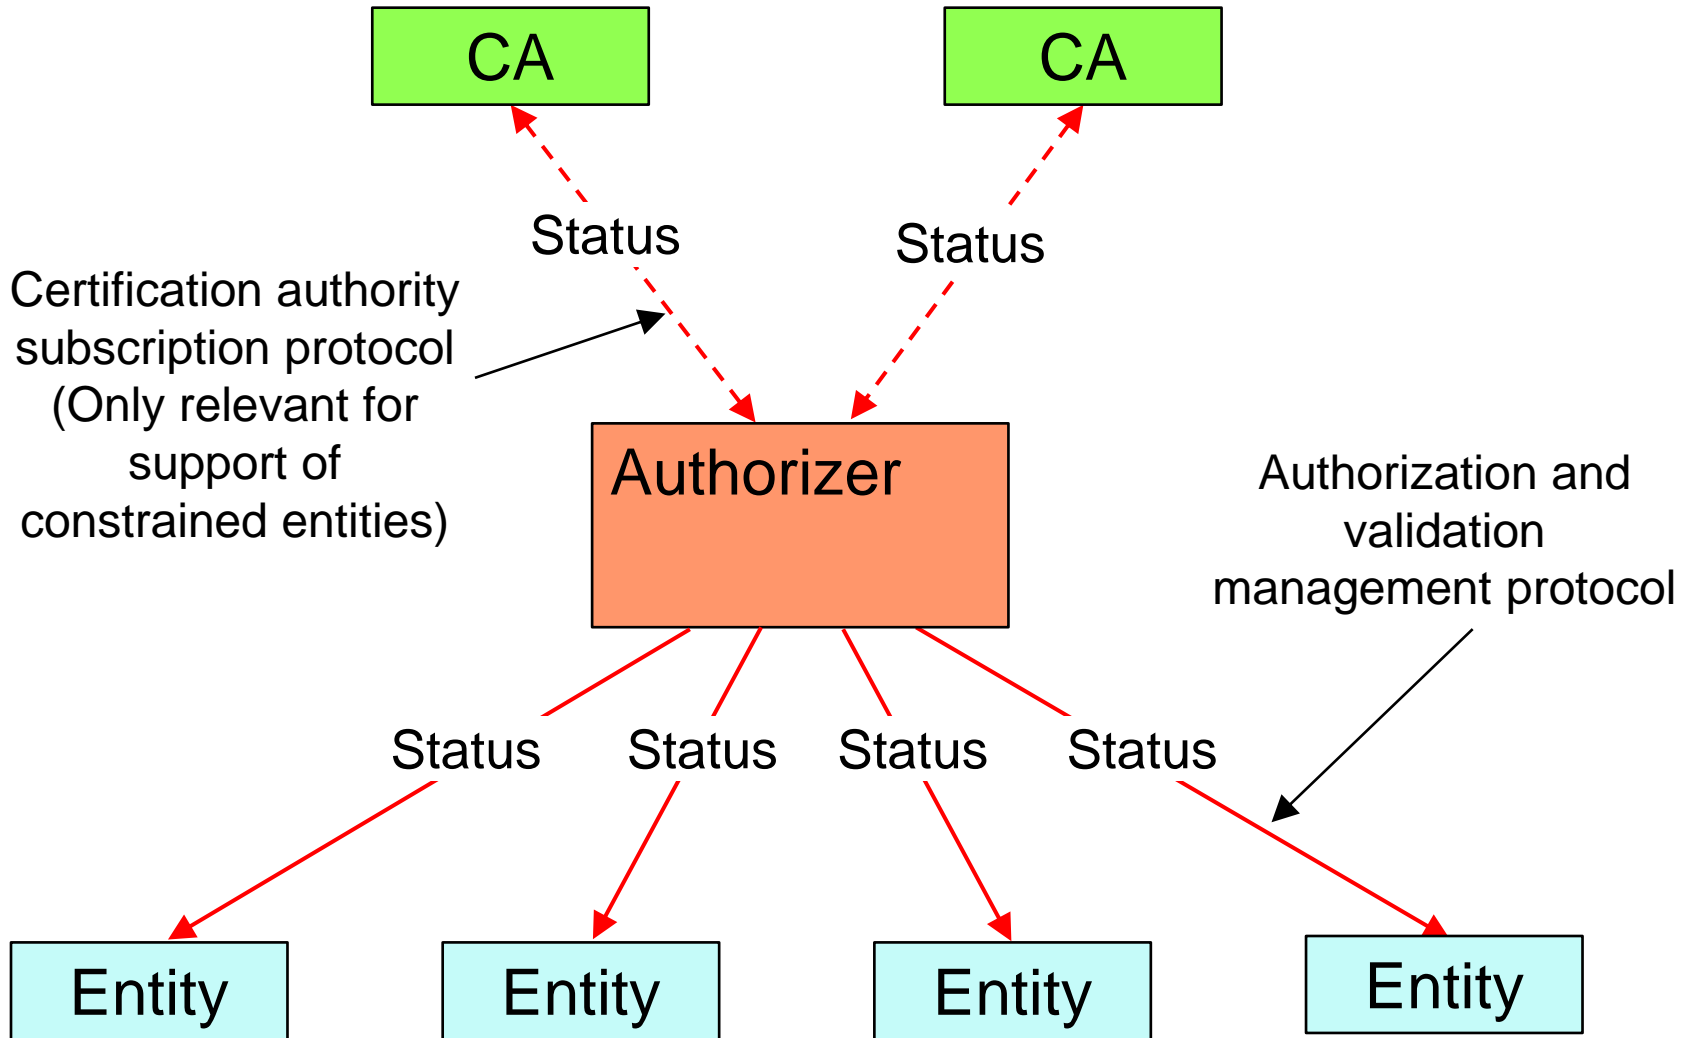 CA
CA
Status
Status
Certification authority
subscription protocol
(Only relevant for
support of
constrained entities)
Authorizer
Authorization and
validation
management protocol
Status
Status
Status
Status
Entity
Entity
Entity
Entity